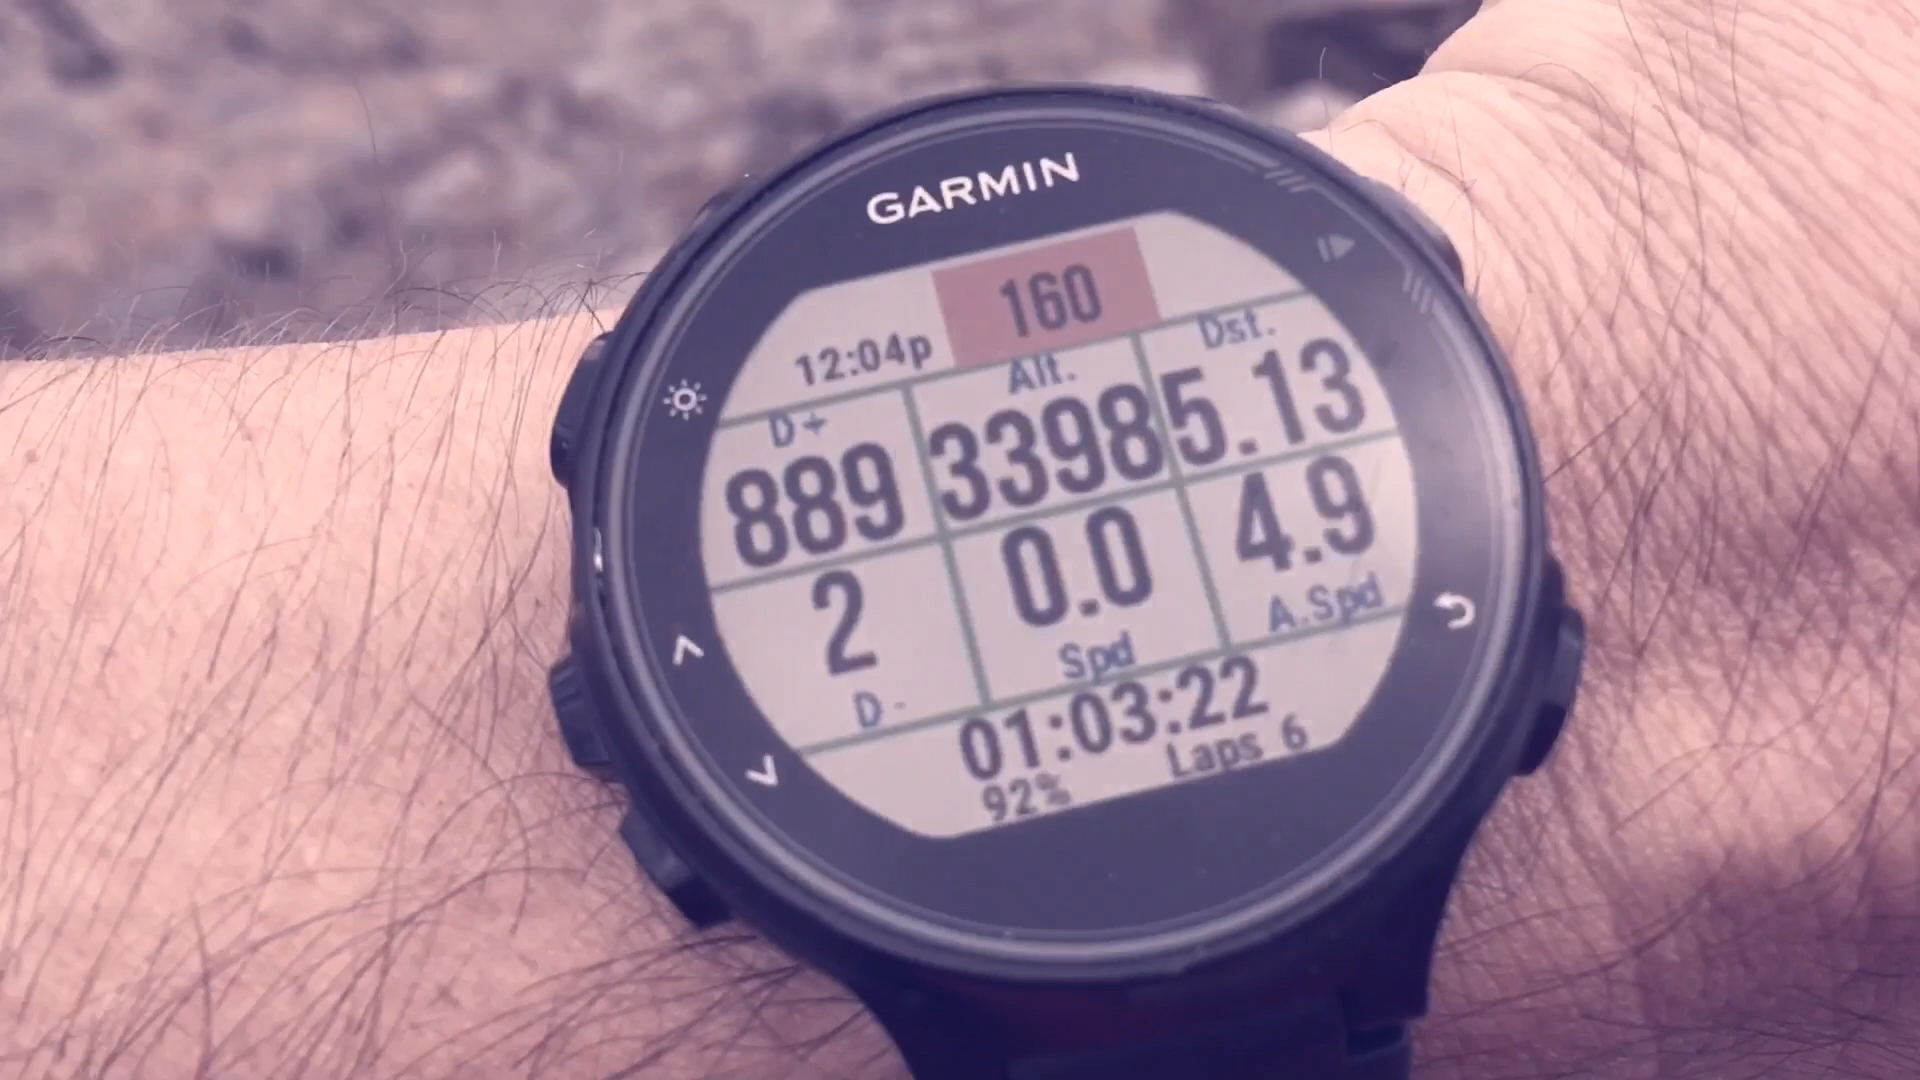 GARMIN
160
12:04p
D+ Alt. Dst.
889 3398 5.13
2 0.0 4.9
D- Spd A.Spd
01:03:22
92% Laps 6